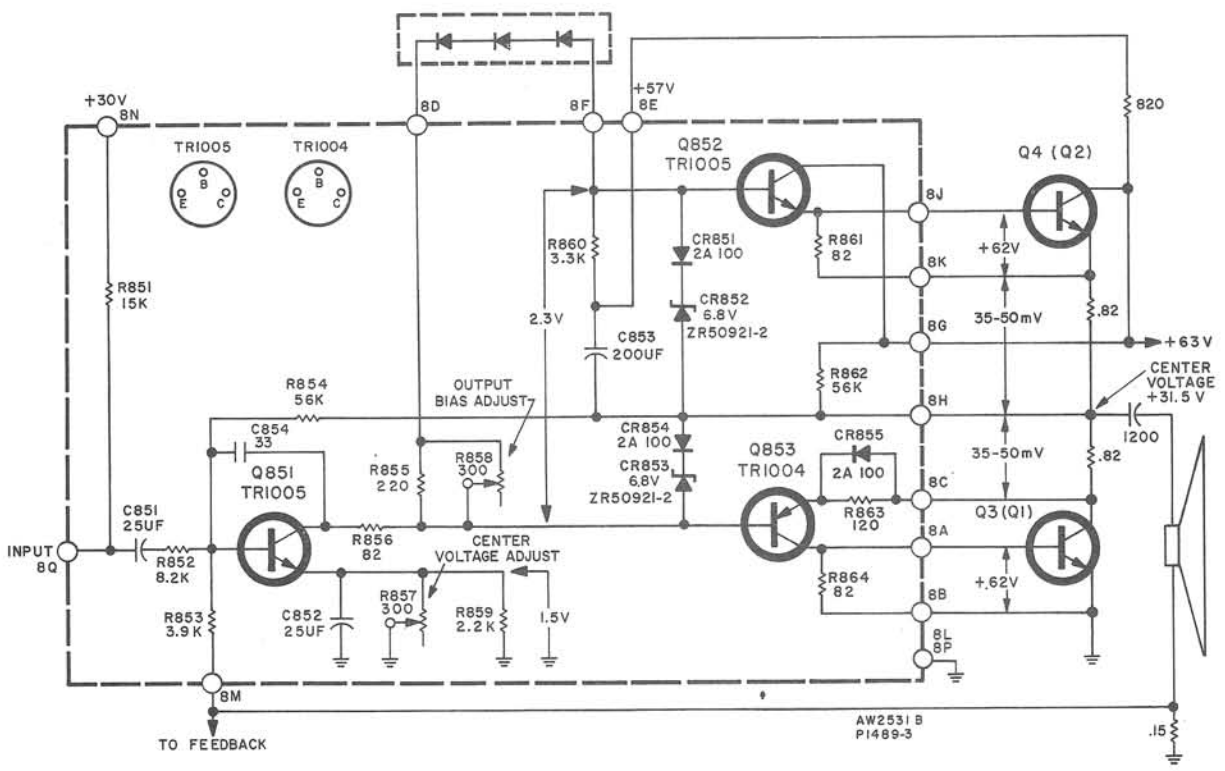 +30V
8N
8D
8F
+57V
8E
820
TR1005
B
E
C
TR1004
B
E
C
Q852
TR1005
Q4 (Q2)
8J
R861
82
+.62V
8K
R860
3.3K
CR851
2A 100
R851
15K
2.3V
CR852
6.8V
ZR50921-2
35-50mV
.82
8G
+63V
C853
200UF
R862
56K
CENTER
VOLTAGE
+31.5V
R854
56K
OUTPUT
BIAS ADJUST
8H
C854
33
CR854
2A 100
Q853
TR1004
CR855
2A 100
1200
Q851
TR1005
R855
220
R858
300
CR853
6.8V
ZR50921-2
35-50mV
.82
8C
R863
120
Q3 (Q1)
C851
25UF
8A
INPUT
8Q
R852
8.2K
R856
82
CENTER
VOLTAGE ADJUST
R864
82
+.62V
R853
3.9K
C852
25UF
R857
300
R859
2.2K
1.5V
8B
8L
8P
8M
TO FEEDBACK
AW2531 B
P1489-3
.15